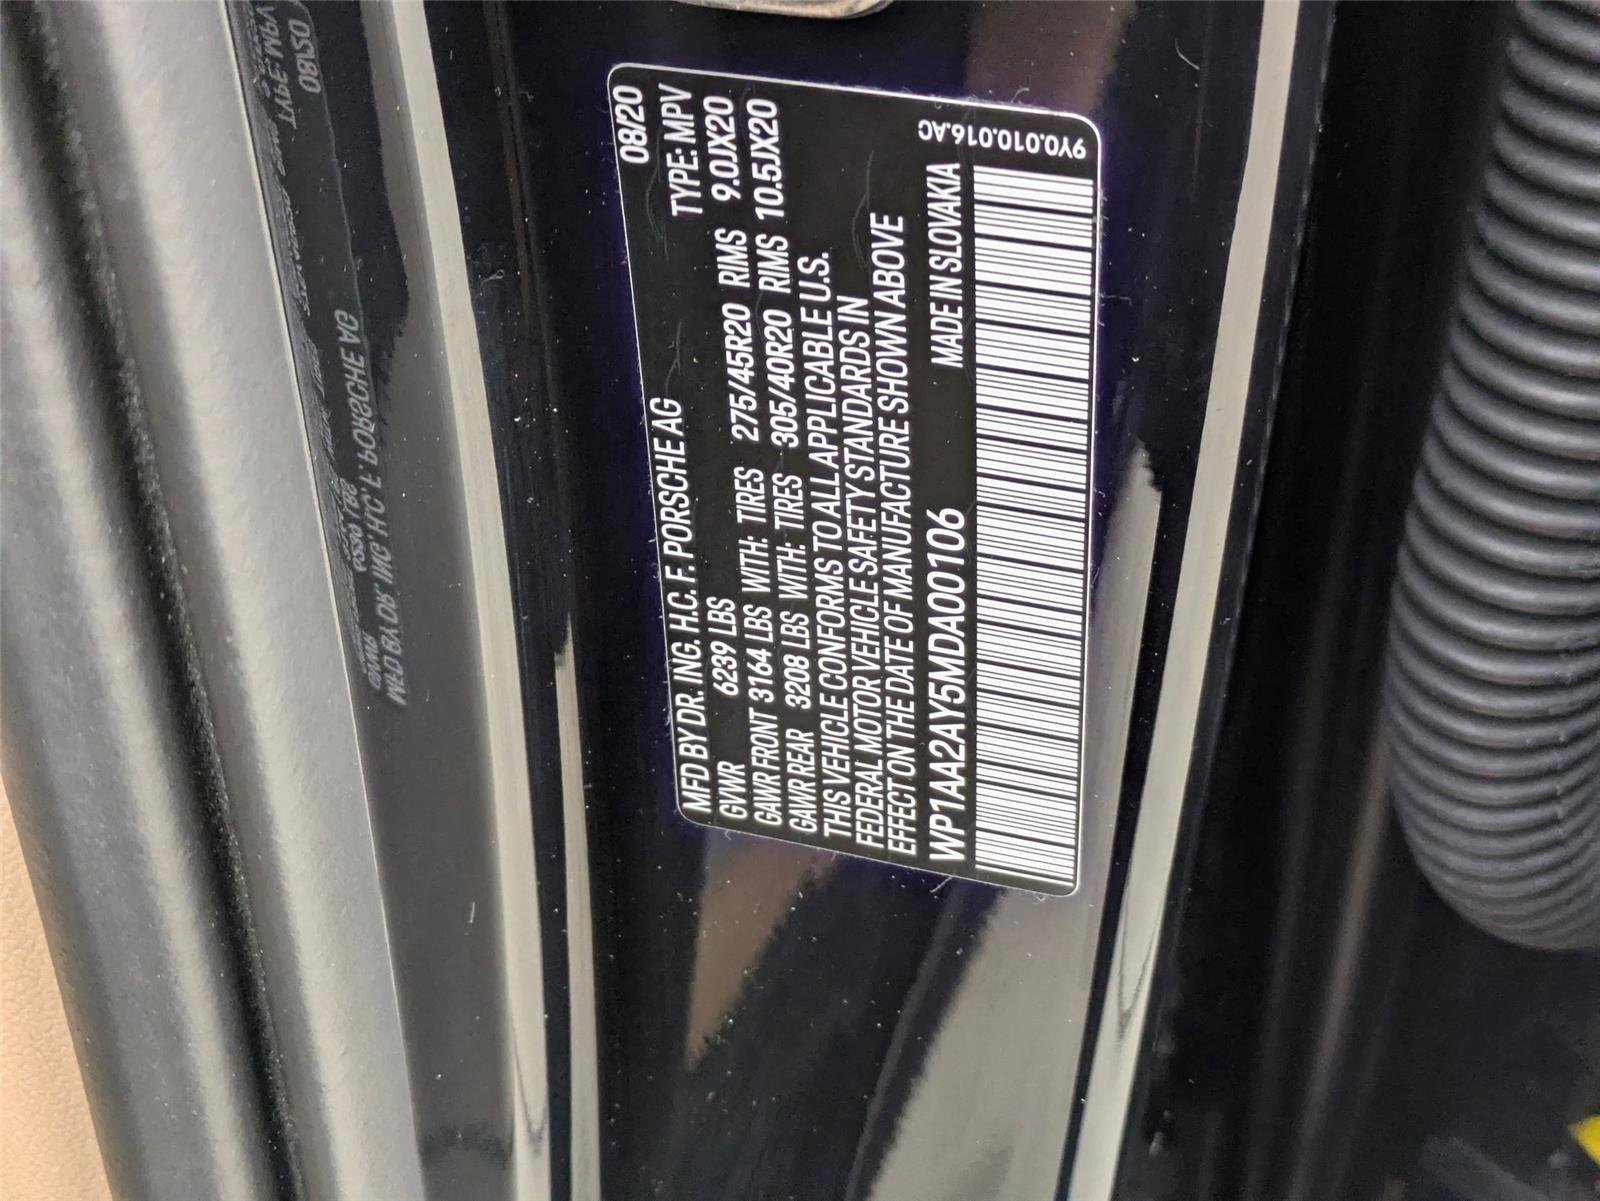 08/20
MFD BY DR. ING. H.C. F. PORSCHE AG TYPE: MPV
GVWR 6239 LBS
GAWR FRONT 3164 LBS WITH: TIRES 275/45R20 RIMS 9.0JX20
GAWR REAR 3208 LBS WITH: TIRES 305/40R20 RIMS 10.5JX20
THIS VEHICLE CONFORMS TO ALL APPLICABLE U.S.
FEDERAL MOTOR VEHICLE SAFETY STANDARDS IN
EFFECT ON THE DATE OF MANUFACTURE SHOWN ABOVE
WP1AA2AY5MDA00106 MADE IN SLOVAKIA
9Y0.010.016.AC